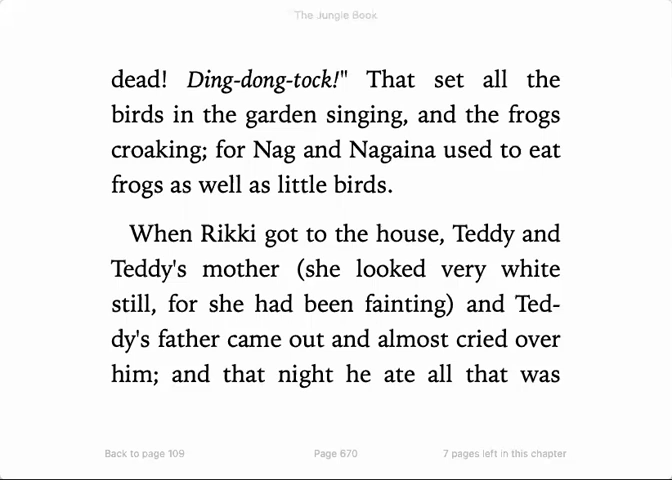 The Jungle Book
dead! Ding-dong-tock!" That set all the
birds in the garden singing, and the frogs
croaking; for Nag and Nagaina used to eat
frogs as well as little birds.
When Rikki got to the house, Teddy and
Teddy's mother (she looked very white
still, for she had been fainting) and Ted-
dy's father came out and almost cried over
him; and that night he ate all that was
Back to page 109
Page 670
7 pages left in this chapter